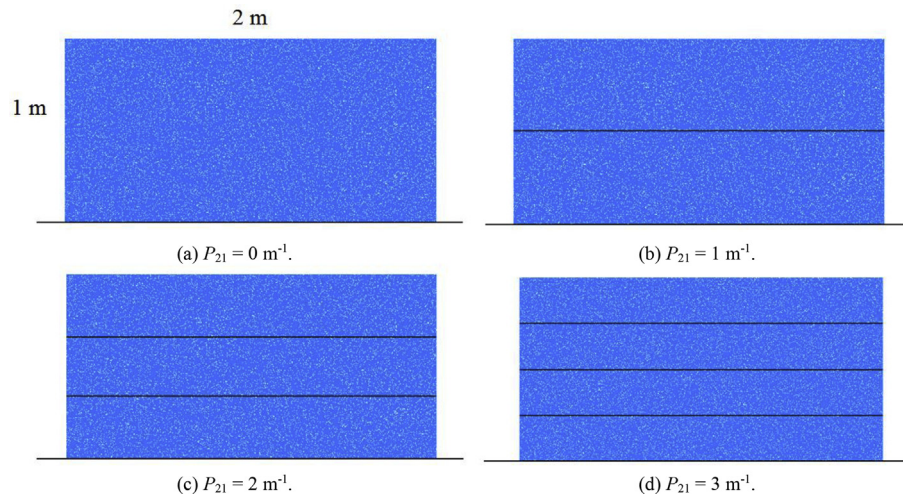 2 m
1 m
(a) P₂₁ = 0 m⁻¹.
(b) P₂₁ = 1 m⁻¹.
(c) P₂₁ = 2 m⁻¹.
(d) P₂₁ = 3 m⁻¹.